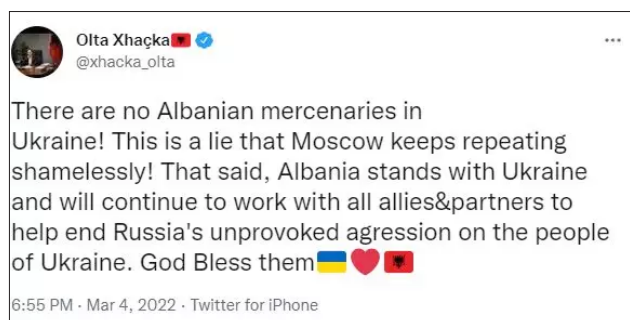 Olta Xhaçka🇦🇱
@xhacka_olta
There are no Albanian mercenaries in
Ukraine! This is a lie that Moscow keeps repeating
shamelessly! That said, Albania stands with Ukraine
and will continue to work with all allies&partners to
help end Russia's unprovoked agression on the people
of Ukraine. God Bless them🇺🇦❤️🇦🇱
6:55 PM · Mar 4, 2022 · Twitter for iPhone